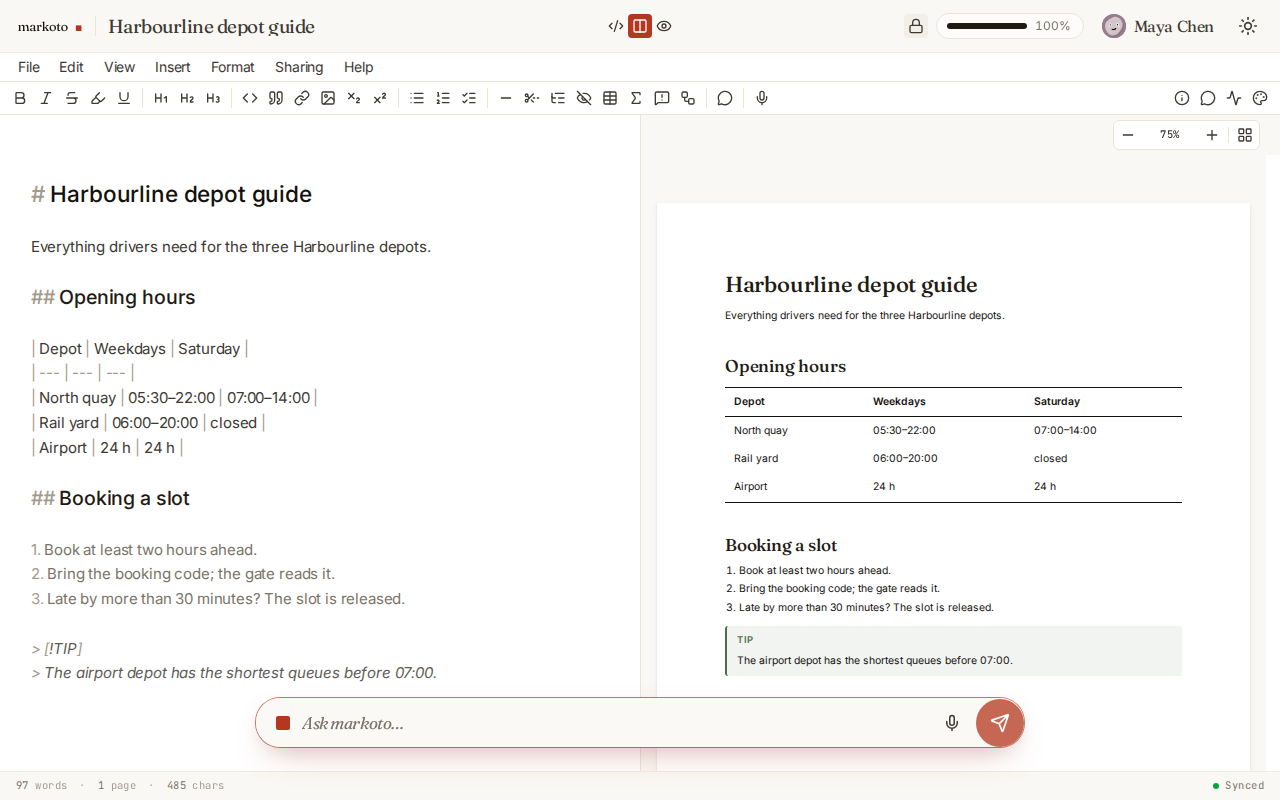 markoto
Harbourline depot guide
100%
Maya Chen
File Edit View Insert Format Sharing Help
H1 H2 H3
75%
# Harbourline depot guide
Everything drivers need for the three Harbourline depots.
## Opening hours
| Depot | Weekdays | Saturday |
| --- | --- | --- |
| North quay | 05:30–22:00 | 07:00–14:00 |
| Rail yard | 06:00–20:00 | closed |
| Airport | 24 h | 24 h |
## Booking a slot
1. Book at least two hours ahead.
2. Bring the booking code; the gate reads it.
3. Late by more than 30 minutes? The slot is released.
> [!TIP]
> The airport depot has the shortest queues before 07:00.
Harbourline depot guide
Everything drivers need for the three Harbourline depots.
Opening hours
Depot Weekdays Saturday
North quay 05:30–22:00 07:00–14:00
Rail yard 06:00–20:00 closed
Airport 24 h 24 h
Booking a slot
1. Book at least two hours ahead.
2. Bring the booking code; the gate reads it.
3. Late by more than 30 minutes? The slot is released.
TIP
The airport depot has the shortest queues before 07:00.
Ask markoto...
97 words · 1 page · 485 chars
Synced